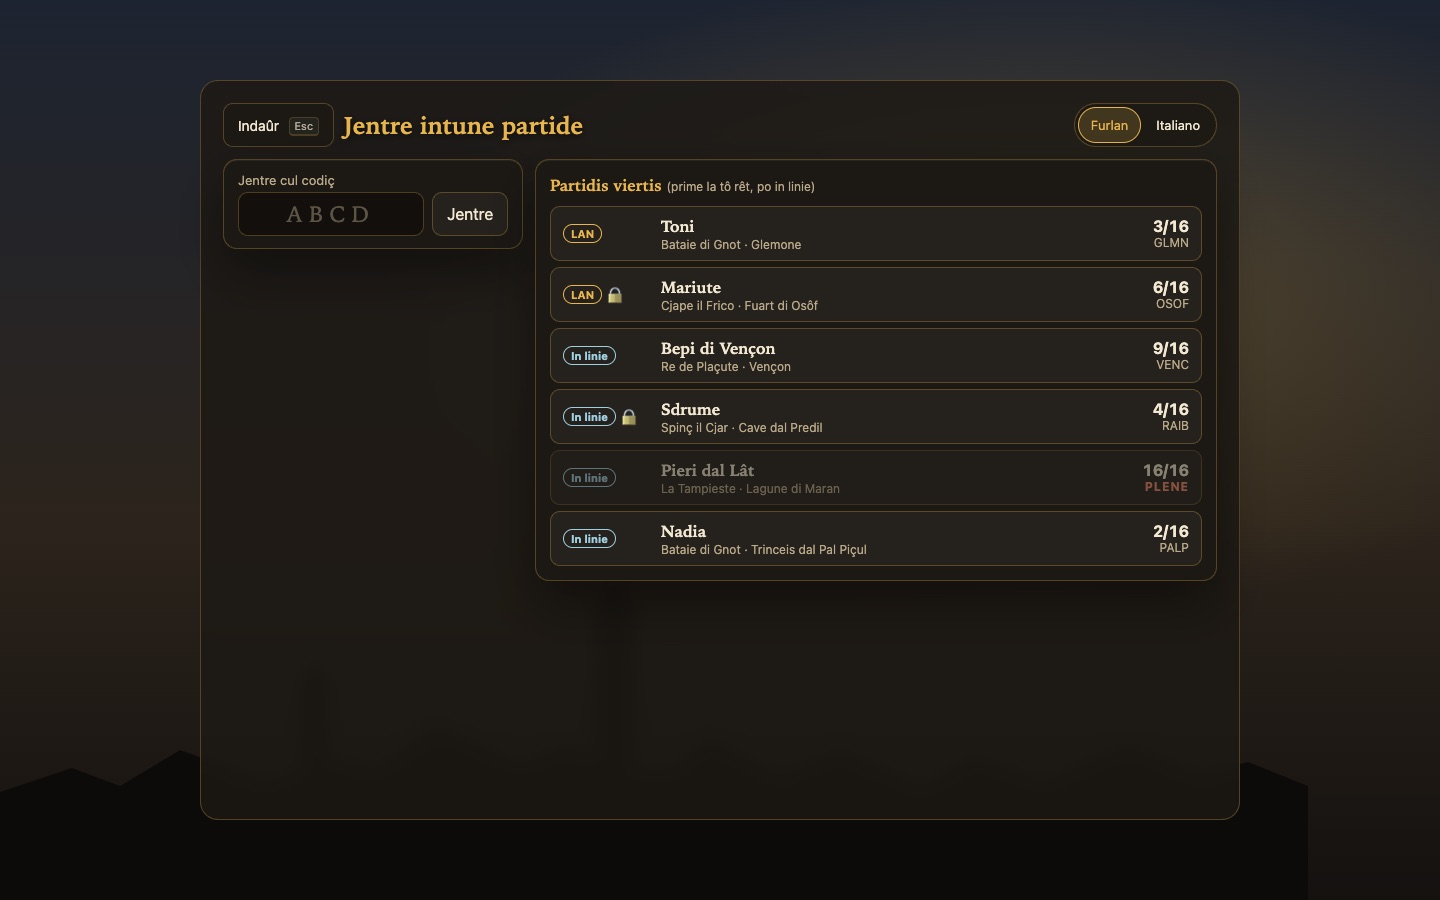 Indaûr Esc
Jentre intune partide
Furlan Italiano
Jentre cul codiç
ABCD
Jentre
Partidis viertis (prime la tô rêt, po in linie)
LAN
Toni
Bataie di Gnot · Glemone
3/16
GLMN
LAN
Mariute
Cjape il Frico · Fuart di Osôf
6/16
OSOF
In linie
Bepi di Vençon
Re de Plaçute · Vençon
9/16
VENC
In linie
Sdrume
Spinç il Cjar · Cave dal Predil
4/16
RAIB
In linie
Pieri dal Lât
La Tampieste · Lagune di Maran
16/16
PLENE
In linie
Nadia
Bataie di Gnot · Trinceis dal Pal Piçul
2/16
PALP